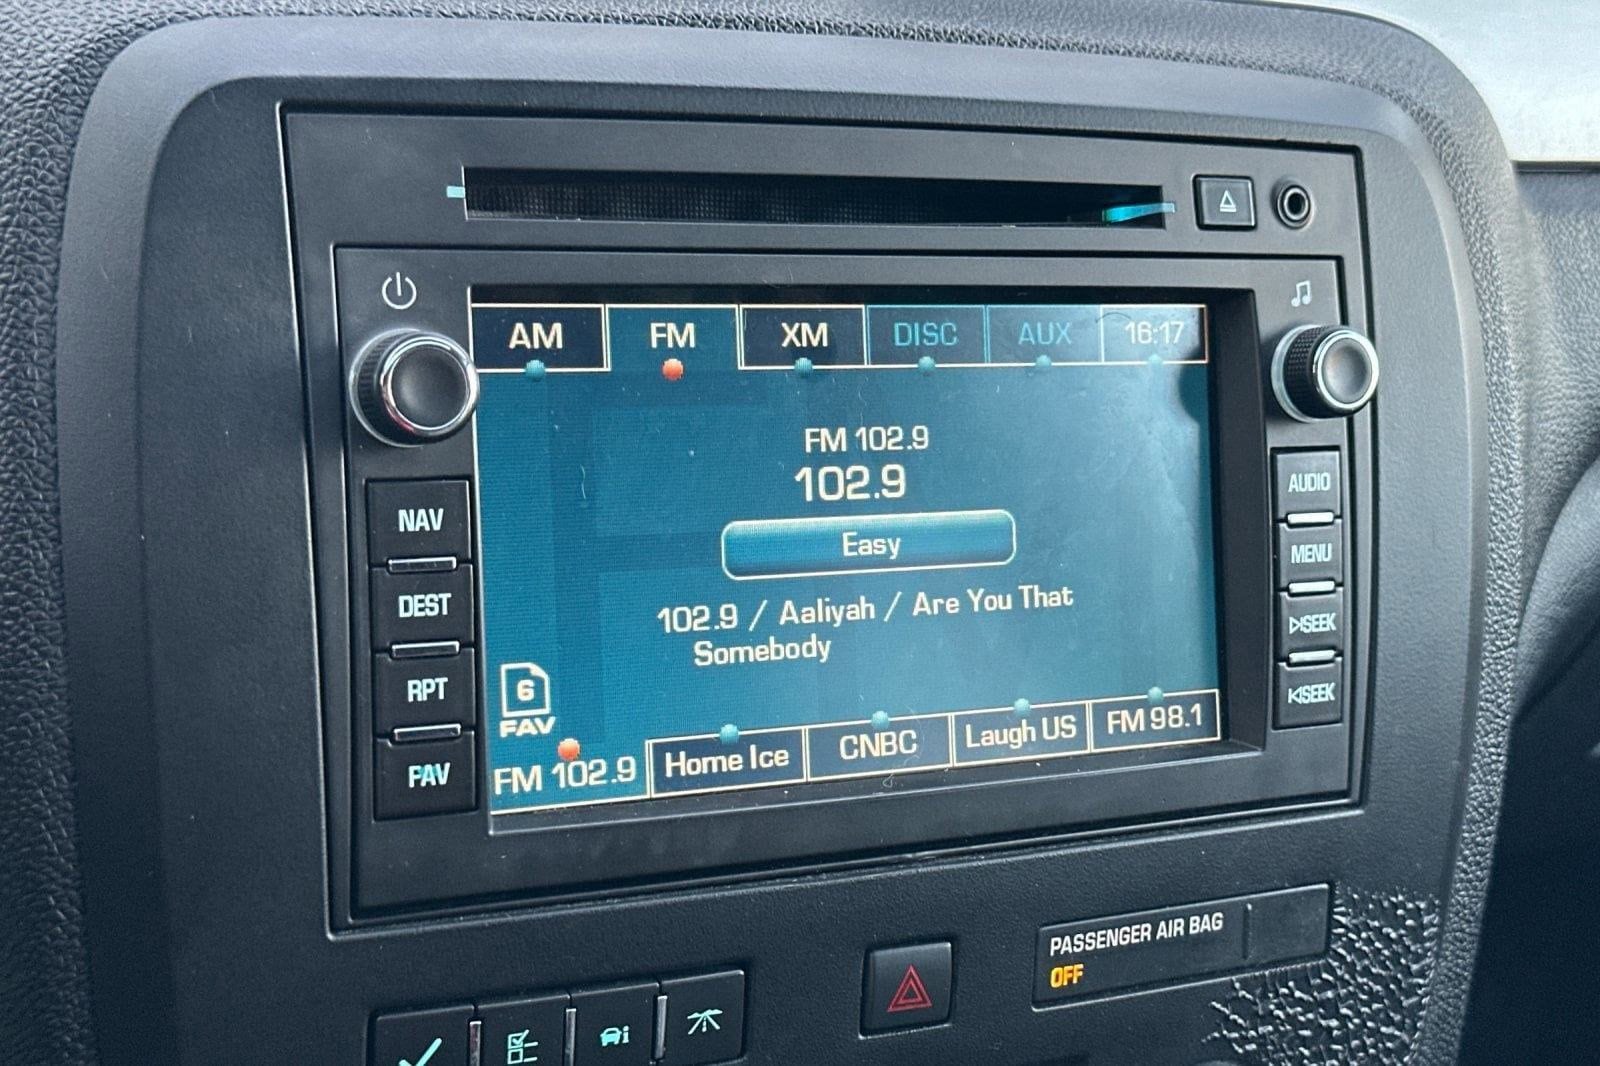 AM FM XM DISC AUX 16:17
FM 102.9
102.9
Easy
102.9 / Aaliyah / Are You That
Somebody
6
FAV
FM 102.9 Home Ice CNBC Laugh US FM 98.1
NAV
DEST
RPT
FAV
AUDIO
MENU
SEEK
SEEK
PASSENGER AIR BAG
OFF